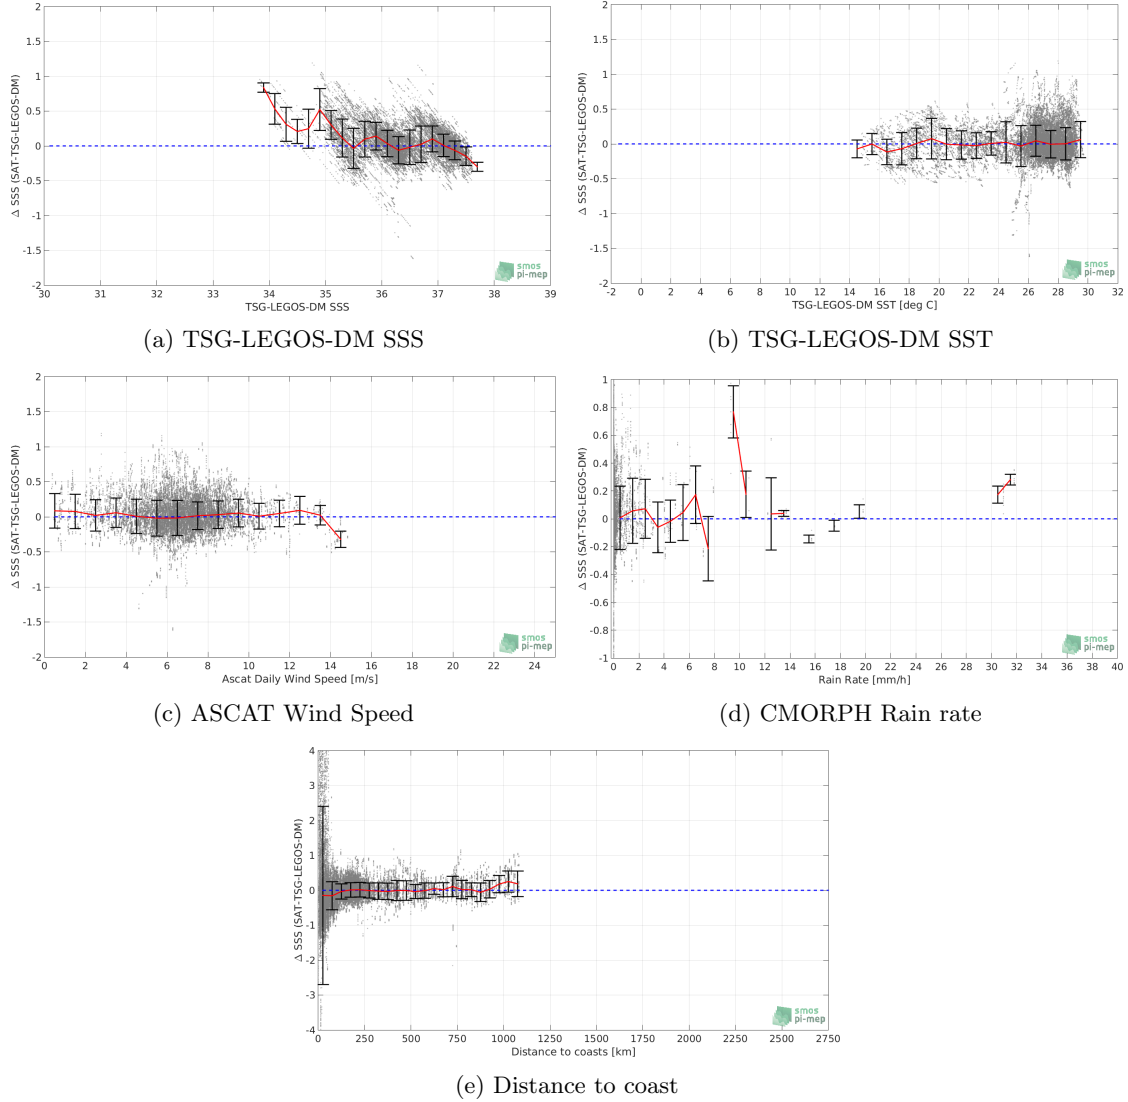 2
1.5
1
0.5
0
-0.5
-1
-1.5
-2
Δ SSS (SAT-TSG-LEGOS-DM)
30 31 32 33 34 35 36 37 38 39
TSG-LEGOS-DM SSS
smos
pi-mep
(a) TSG-LEGOS-DM SSS
2
1.5
1
0.5
0
-0.5
-1
-1.5
-2
Δ SSS (SAT-TSG-LEGOS-DM)
-2 0 2 4 6 8 10 12 14 16 18 20 22 24 26 28 30 32
TSG-LEGOS-DM SST [deg C]
smos
pi-mep
(b) TSG-LEGOS-DM SST
2
1.5
1
0.5
0
-0.5
-1
-1.5
-2
Δ SSS (SAT-TSG-LEGOS-DM)
0 2 4 6 8 10 12 14 16 18 20 22 24
Ascat Daily Wind Speed [m/s]
smos
pi-mep
(c) ASCAT Wind Speed
1
0.8
0.6
0.4
0.2
0
-0.2
-0.4
-0.6
-0.8
-1
Δ SSS (SAT-TSG-LEGOS-DM)
0 2 4 6 8 10 12 14 16 18 20 22 24 26 28 30 32 34 36 38 40
Rain Rate [mm/h]
smos
pi-mep
(d) CMORPH Rain rate
4
3
2
1
0
-1
-2
-3
-4
Δ SSS (SAT-TSG-LEGOS-DM)
0 250 500 750 1000 1250 1500 1750 2000 2250 2500 2750
Distance to coasts [km]
smos
pi-mep
(e) Distance to coast